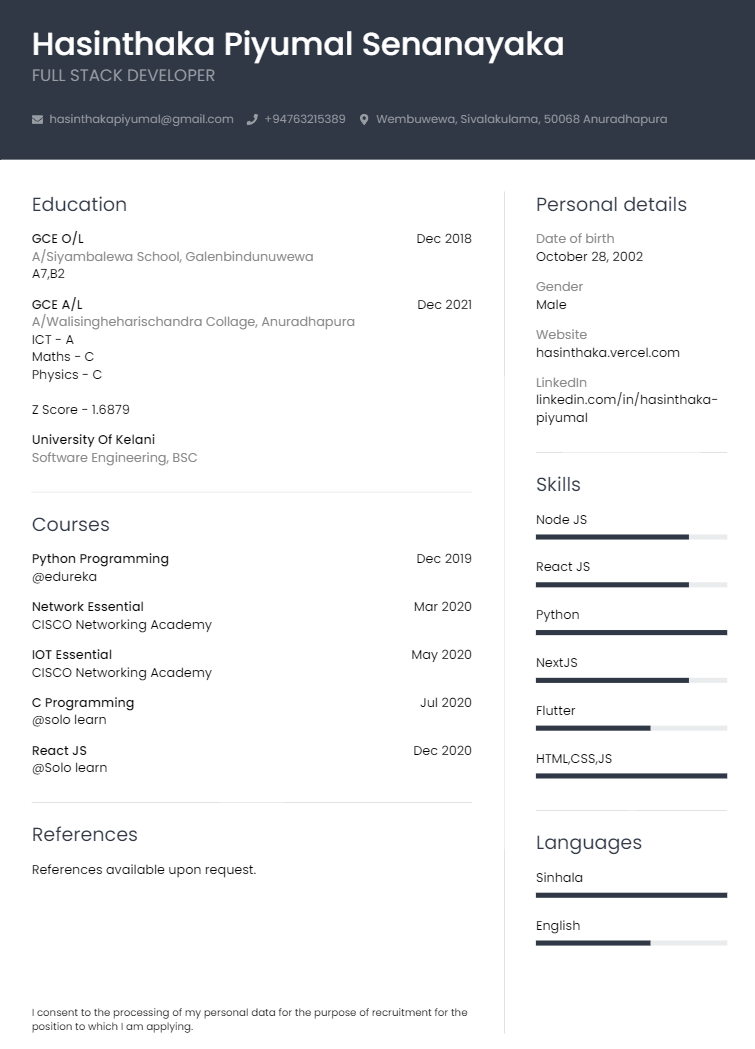 Hasinthaka Piyumal Senanayaka
FULL STACK DEVELOPER
hasinthakapiyumal@gmail.com +94763215389 Wembuwewa, Sivalakulama, 50068 Anuradhapura
Education
GCE O/L Dec 2018
A/Siyambalewa School, Galenbindunuwewa
A7,B2
GCE A/L Dec 2021
A/Walisingheharischandra Collage, Anuradhapura
ICT - A
Maths - C
Physics - C
Z Score - 1.6879
University Of Kelani
Software Engineering, BSC
Courses
Python Programming Dec 2019
@edureka
Network Essential Mar 2020
CISCO Networking Academy
IOT Essential May 2020
CISCO Networking Academy
C Programming Jul 2020
@solo learn
React JS Dec 2020
@Solo learn
References
References available upon request.
I consent to the processing of my personal data for the purpose of recruitment for the
position to which I am applying.
Personal details
Date of birth
October 28, 2002
Gender
Male
Website
hasinthaka.vercel.com
LinkedIn
linkedin.com/in/hasinthaka-
piyumal
Skills
Node JS
React JS
Python
NextJS
Flutter
HTML,CSS,JS
Languages
Sinhala
English